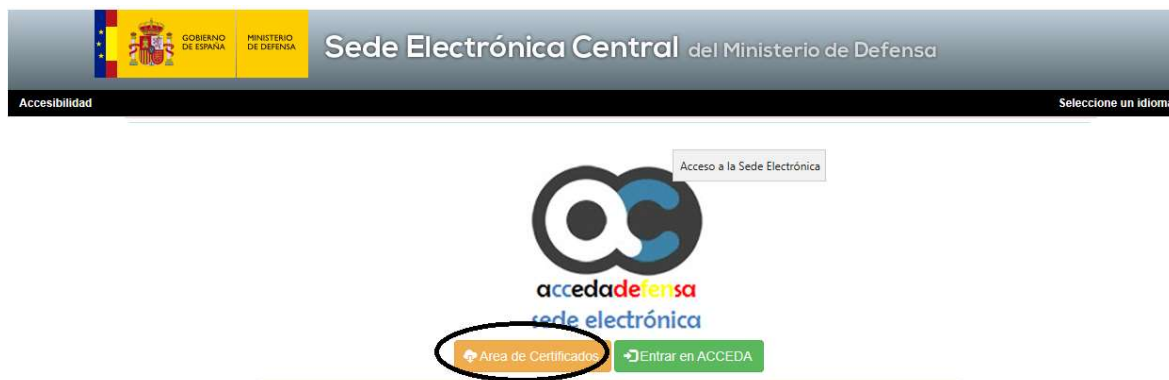 GOBIERNO
DE ESPAÑA
MINISTERIO
DE DEFENSA
Sede Electrónica Central del Ministerio de Defensa
Accesibilidad
Seleccione un idioma
Acceso a la Sede Electrónica
accedadefensa
sede electrónica
Area de Certificados
Entrar en ACCEDA